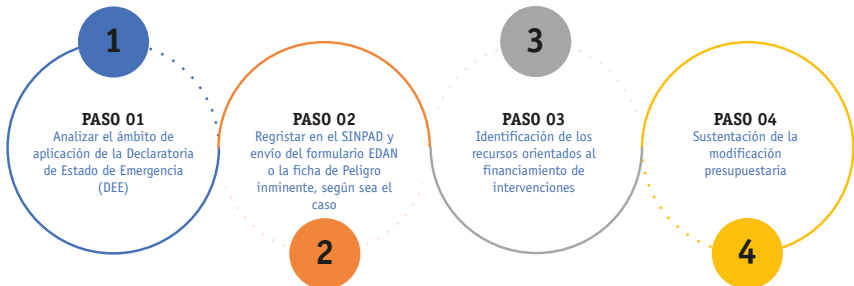 1
PASO 01
Analizar el ámbito de
aplicación de la Declaratoria
de Estado de Emergencia
(DEE)
PASO 02
Regristar en el SINPAD y
envío del formulario EDAN
o la ficha de Peligro
inminente, según sea el
caso
2
3
PASO 03
Identificación de los
recursos orientados al
financiamiento de
intervenciones
PASO 04
Sustentación de la
modificación
presupuestaria
4